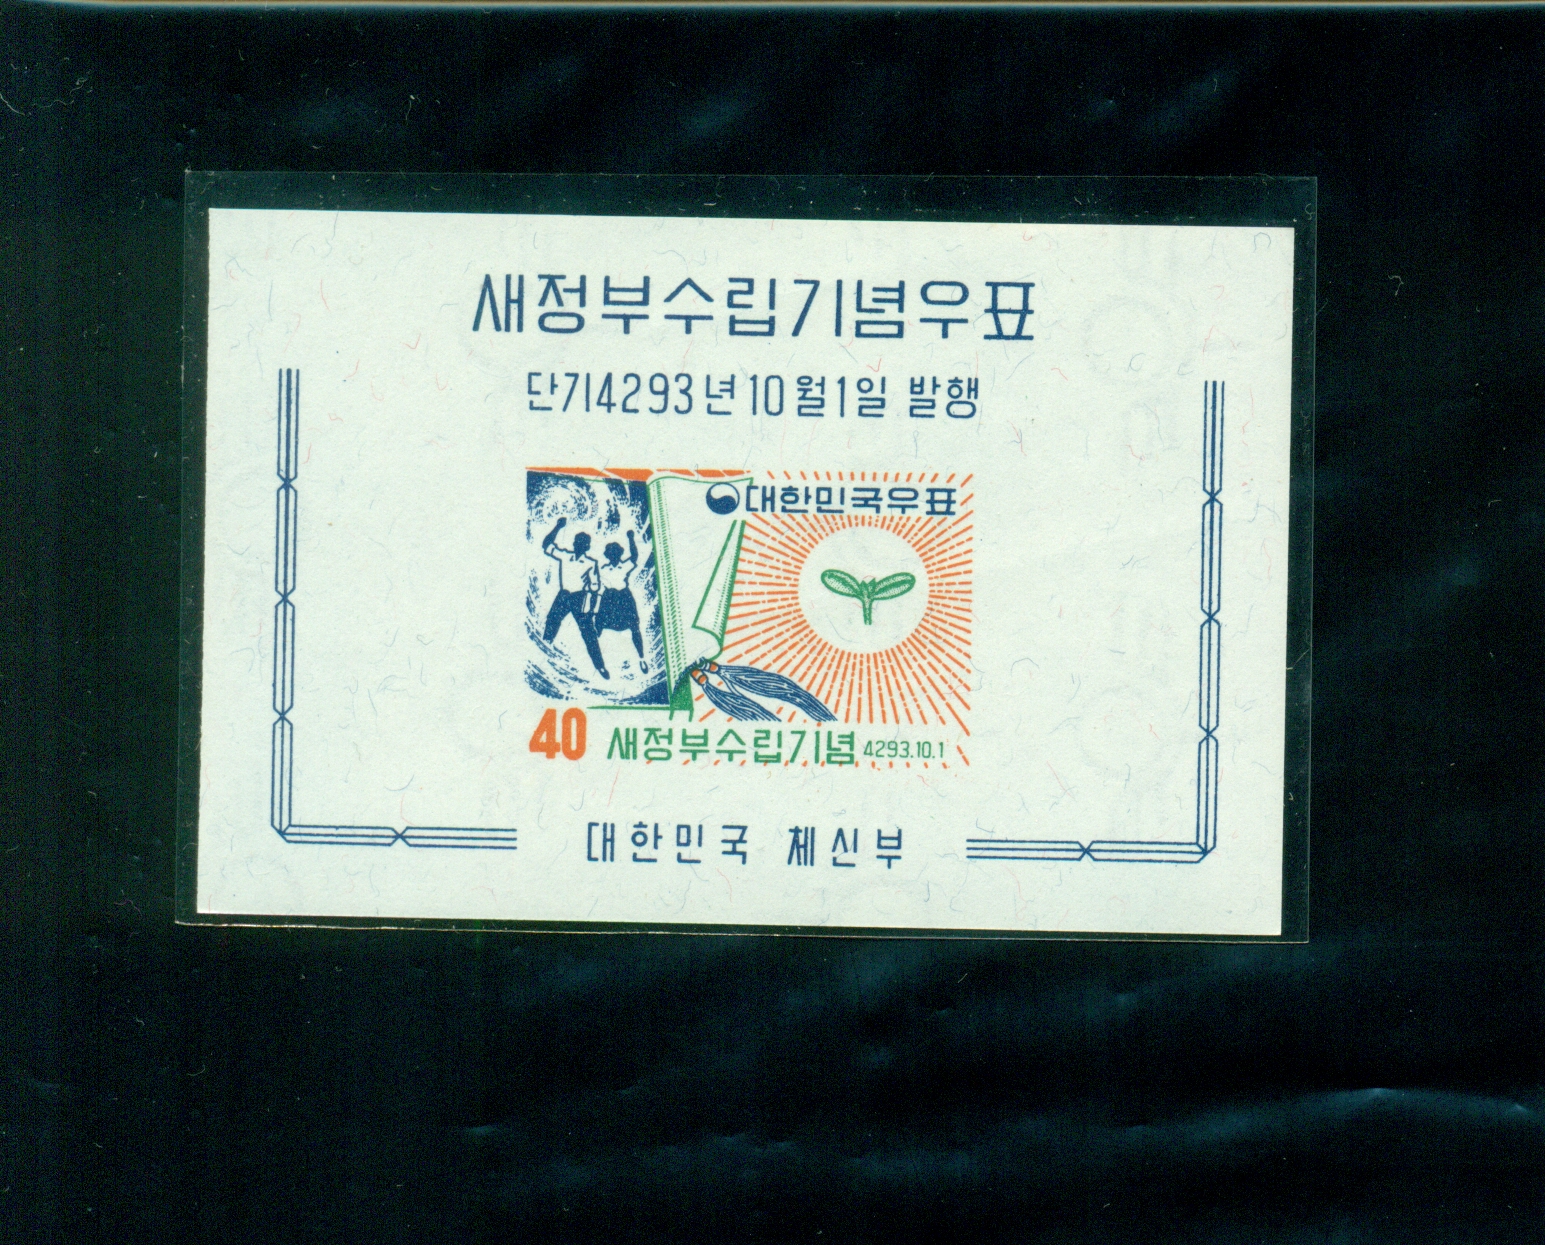 새정부수립기념우표
단기4293년10월1일 발행
대한민국우표
40 새정부수립기념 4293.10.1
대한민국 체신부